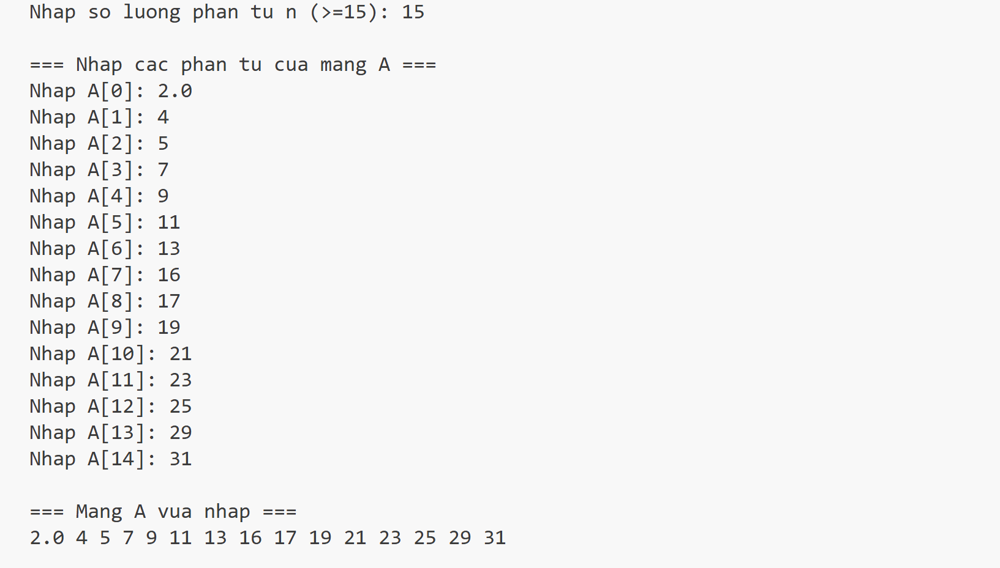 Nhap so luong phan tu n (>=15): 15
=== Nhap cac phan tu cua mang A ===
Nhap A[0]: 2.0
Nhap A[1]: 4
Nhap A[2]: 5
Nhap A[3]: 7
Nhap A[4]: 9
Nhap A[5]: 11
Nhap A[6]: 13
Nhap A[7]: 16
Nhap A[8]: 17
Nhap A[9]: 19
Nhap A[10]: 21
Nhap A[11]: 23
Nhap A[12]: 25
Nhap A[13]: 29
Nhap A[14]: 31
=== Mang A vua nhap ===
2.0 4 5 7 9 11 13 16 17 19 21 23 25 29 31